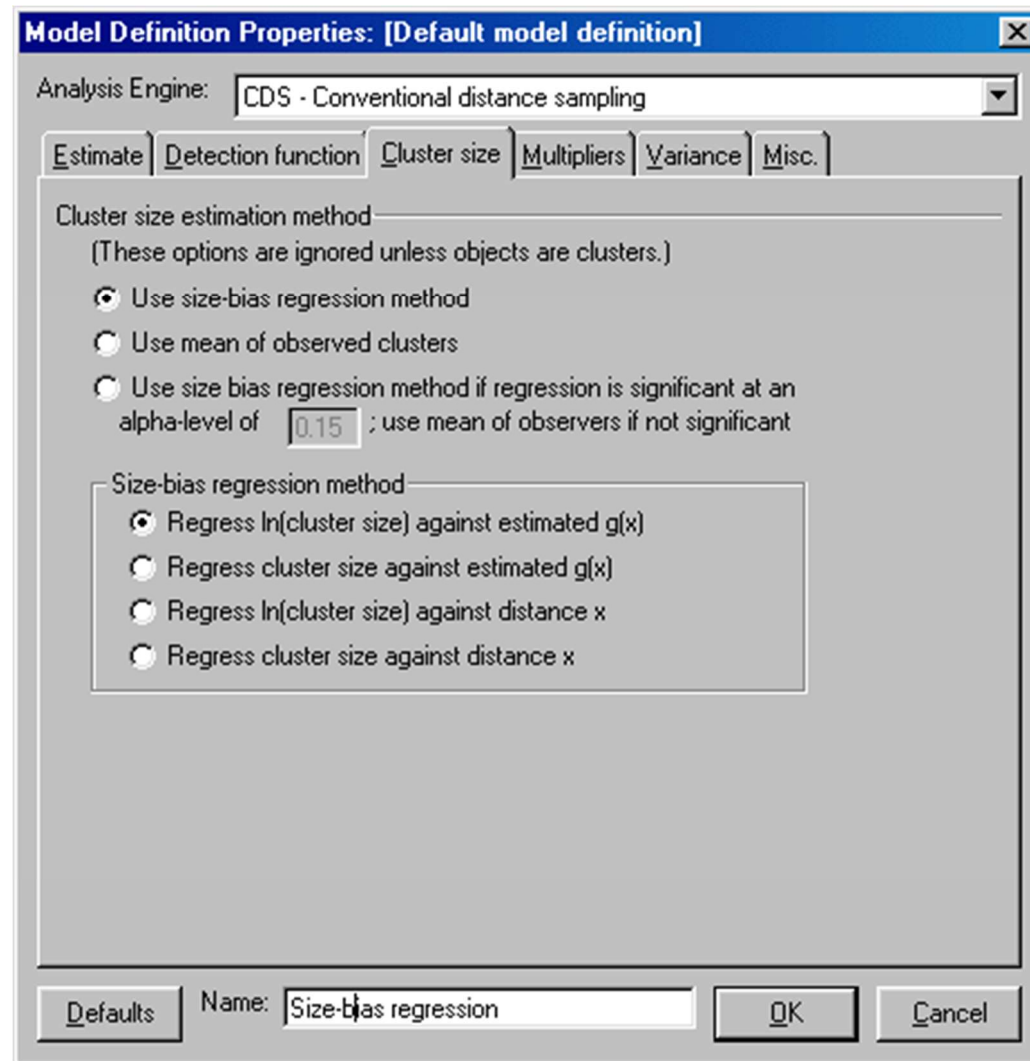 Model Definition Properties: [Default model definition]
Analysis Engine: CDS - Conventional distance sampling
Estimate Detection function Cluster size Multipliers Variance Misc.
Cluster size estimation method
(These options are ignored unless objects are clusters.)
Use size-bias regression method
Use mean of observed clusters
Use size bias regression method if regression is significant at an
alpha-level of 0.15 ; use mean of observers if not significant
Size-bias regression method
Regress ln(cluster size) against estimated g(x)
Regress cluster size against estimated g(x)
Regress ln(cluster size) against distance x
Regress cluster size against distance x
Defaults Name: Size-bias regression OK Cancel